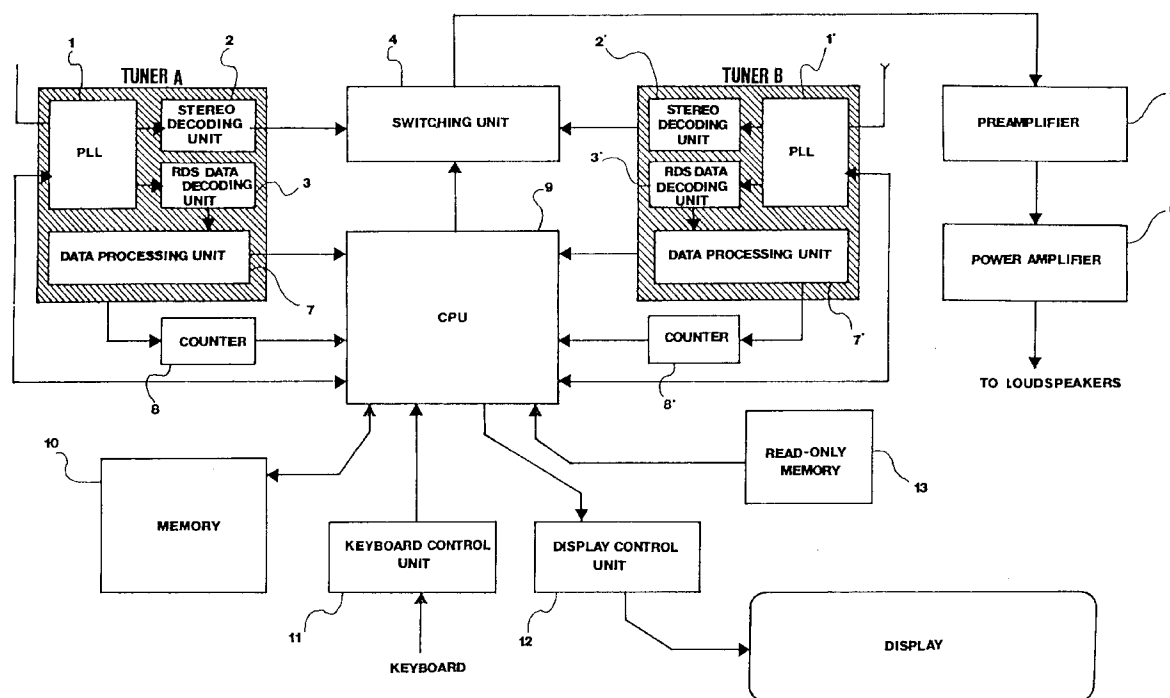 1
2
4
2'
1'
TUNER A
TUNER B
PLL
STEREO
DECODING
UNIT
SWITCHING UNIT
STEREO
DECODING
UNIT
PLL
PREAMPLIFIER
RDS DATA
DECODING
UNIT
3
3'
RDS DATA
DECODING
UNIT
9
DATA PROCESSING UNIT
DATA PROCESSING UNIT
POWER AMPLIFIER
7
CPU
7'
COUNTER
COUNTER
8
8'
TO LOUDSPEAKERS
10
READ-ONLY
MEMORY
13
MEMORY
KEYBOARD CONTROL
UNIT
DISPLAY CONTROL
UNIT
11
12
KEYBOARD
DISPLAY